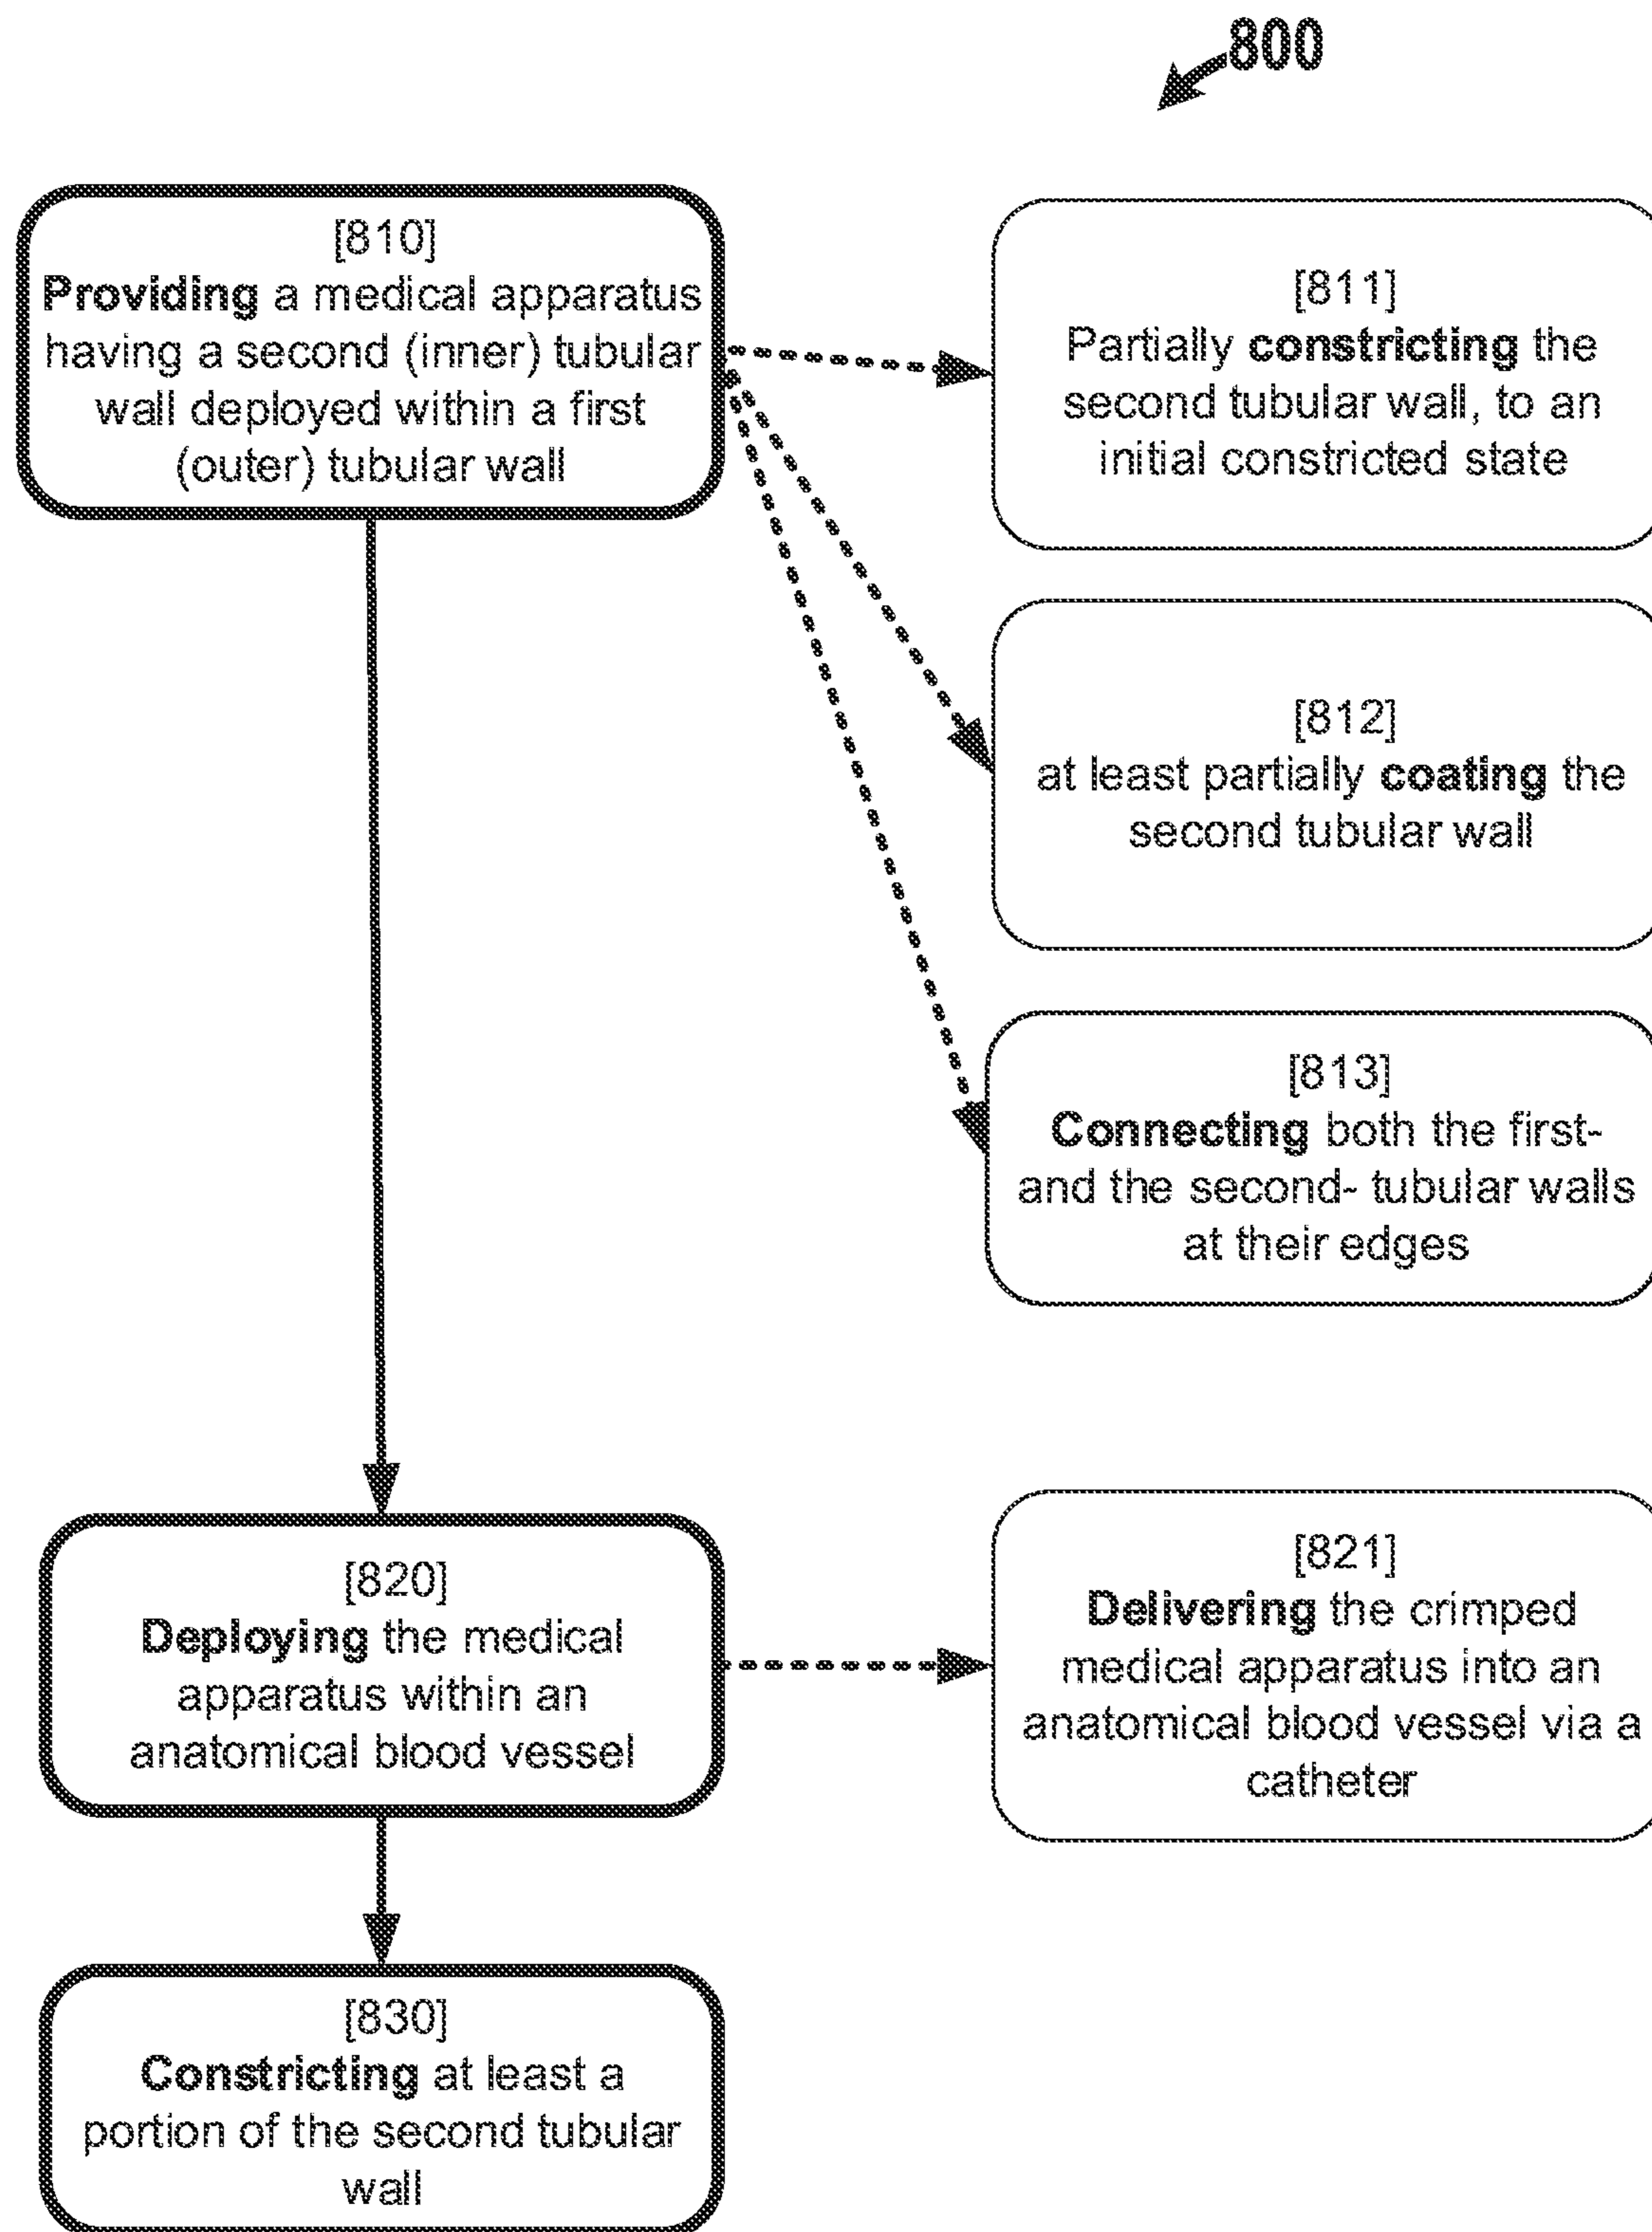 800
[810]
Providing a medical apparatus
having a second (inner) tubular
wall deployed within a first
(outer) tubular wall
[811]
Partially constricting the
second tubular wall, to an
initial constricted state
[812]
at least partially coating the
second tubular wall
[813]
Connecting both the first-
and the second- tubular walls
at their edges
[820]
Deploying the medical
apparatus within an
anatomical blood vessel
[821]
Delivering the crimped
medical apparatus into an
anatomical blood vessel via a
catheter
[830]
Constricting at least a
portion of the second tubular
wall